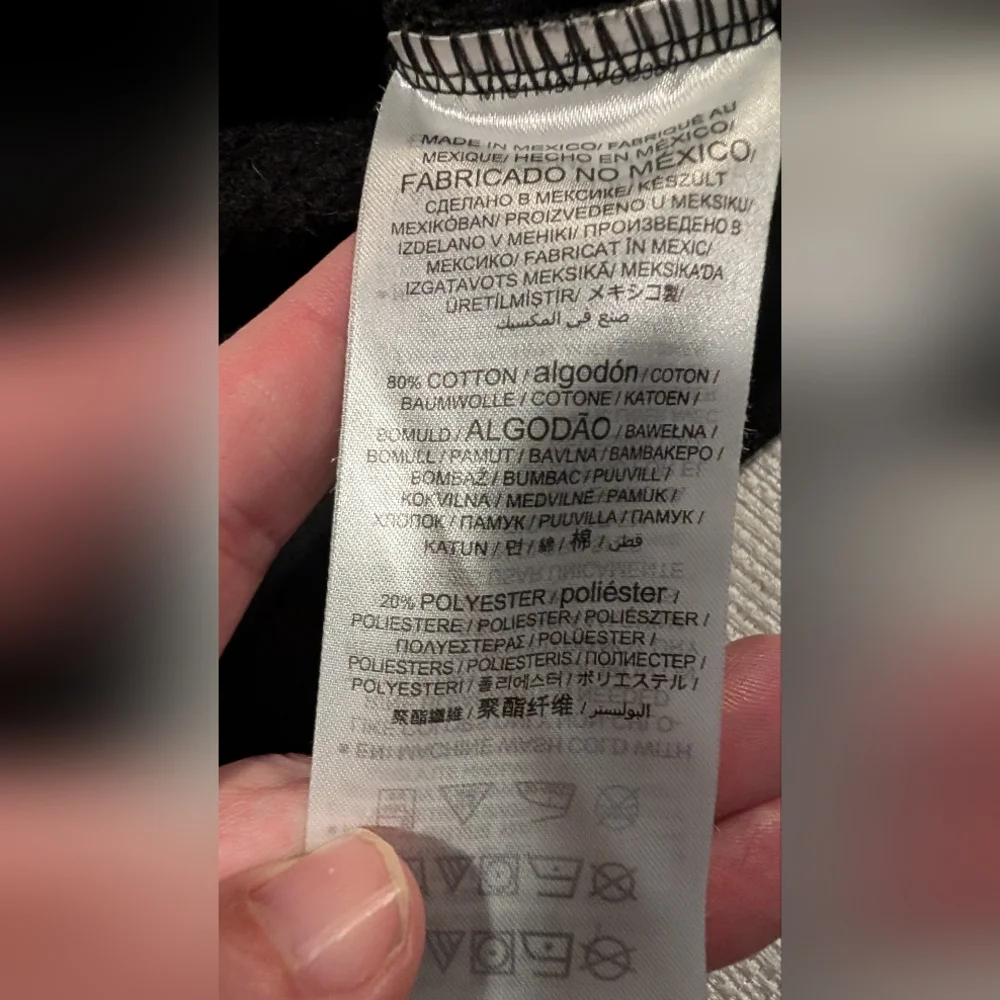 MADE IN MEXICO/ FABRIQUÉ AU
MEXIQUE/ HECHO EN MÉXICO/
FABRICADO NO MÉXICO/
СДЕЛАНО В МЕКСИКЕ/ KÉSZÜLT
MEXIKÓBAN/ PROIZVEDENO U MEKSIKU/
IZDELANO V MEHIKI/ ПРОИЗВЕДЕНО В
МЕКСИКО/ FABRICAT ÎN MEXIC/
IZGATAVOTS MEKSIKĀ/ MEKSIKA'DA
ÜRETİLMİŞTİR/ メキシコ製/
صنع في المكسيك
80% COTTON / algodón / COTON /
BAUMWOLLE / COTONE / KATOEN /
BOMULD / ALGODÃO / BAWEŁNA /
BOMULL / PAMUT / BAVLNA / ΒΑΜΒΑΚΕΡΟ /
BOMBAŽ / BUMBAC / PUUVILL /
KOKVILNA / MEDVILNĖ / PAMUK /
ХЛОПОК / ПАМУК / PUUVILLA / ПАМУК /
KATUN / 면 / 綿 / 棉 / قطن
20% POLYESTER / poliéster /
POLIESTERE / POLIESTER / POLIÉSZTER /
ΠΟΛΥΕΣΤΕΡΑΣ / POLÜESTER /
POLIESTERS / POLIESTERIS / ПОЛИЕСТЕР /
POLYESTERI / 폴리에스터 / ポリエステル /
聚酯纖維 / 聚酯纤维 / البوليستر